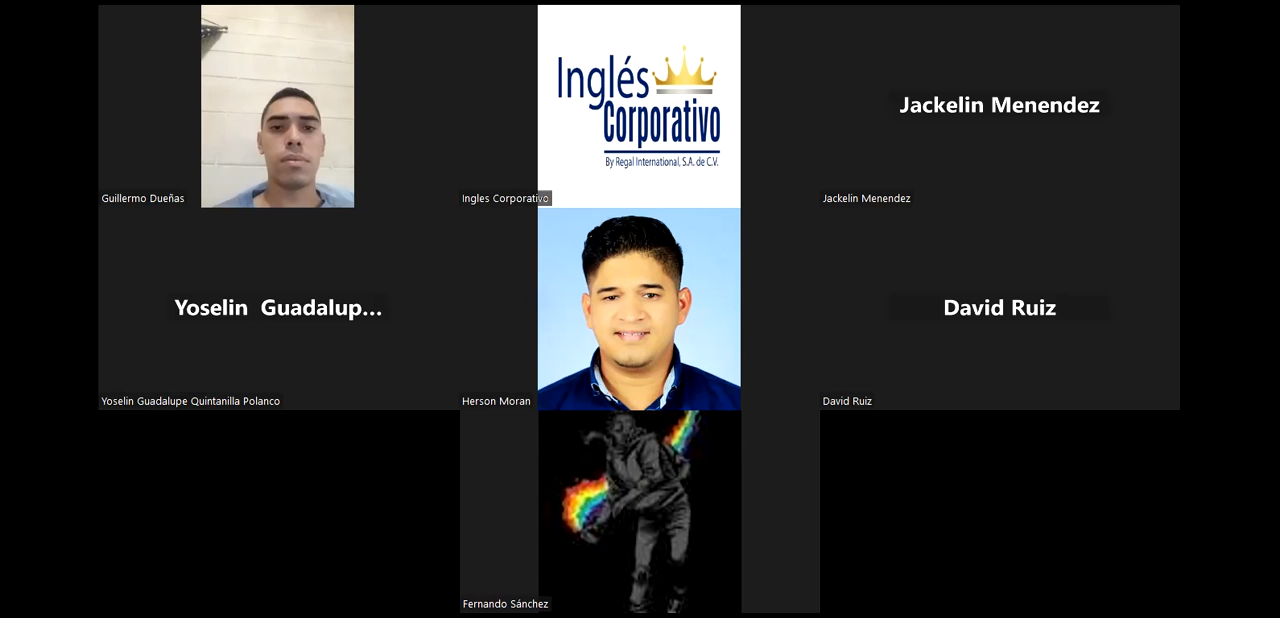 Inglés
Corporativo
By Regal International, S.A. de C.V.
Jackelin Menendez
Guillermo Dueñas
Ingles Corporativo
Jackelin Menendez
Yoselin  Guadalup...
David Ruiz
Yoselin Guadalupe Quintanilla Polanco
Herson Moran
David Ruiz
Fernando Sánchez